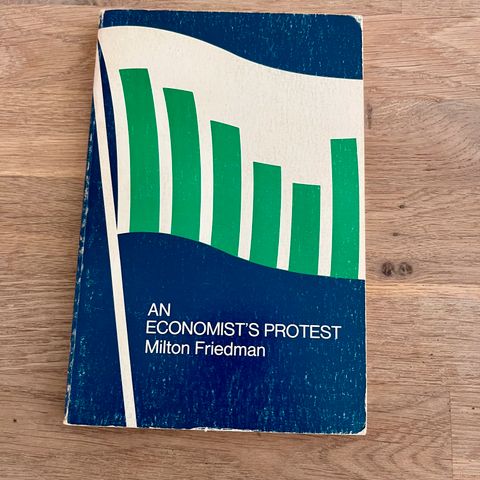 AN
ECONOMIST'S PROTEST
Milton Friedman